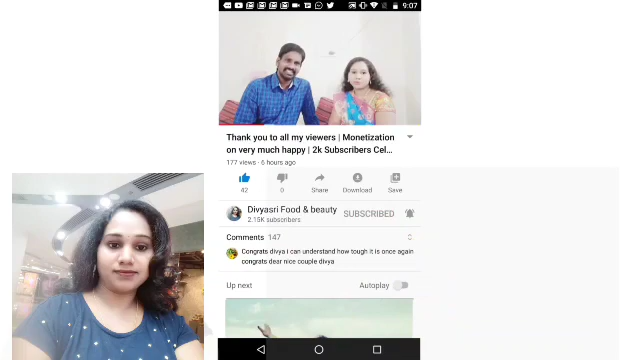 9:07
Thank you to all my viewers | Monetization
on very much happy | 2k Subscribers Cel...
177 views · 6 hours ago
42
0
Share
Download
Save
Divyasri Food & beauty
SUBSCRIBED
2.15K subscribers
Comments 147
Congrats divya i can understand how tough it is once again
congrats dear nice couple divya
Up next
Autoplay